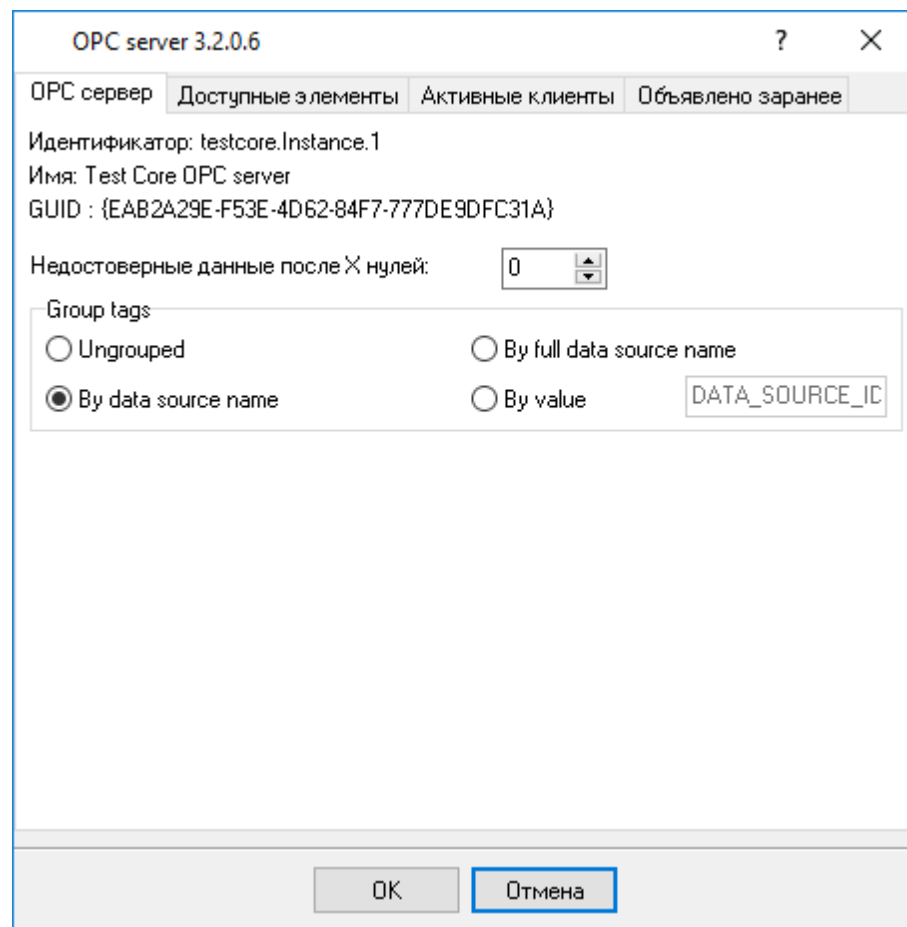 OPC server 3.2.0.6 ?
OPC сервер Доступные элементы Активные клиенты Объявлено заранее
Идентификатор: testcore.Instance.1
Имя: Test Core OPC server
GUID : {EAB2A29E-F53E-4D62-84F7-777DE9DFC31A}
Недостоверные данные после X нулей: 0
Group tags
Ungrouped By full data source name
By data source name By value DATA_SOURCE_ID
OK Отмена